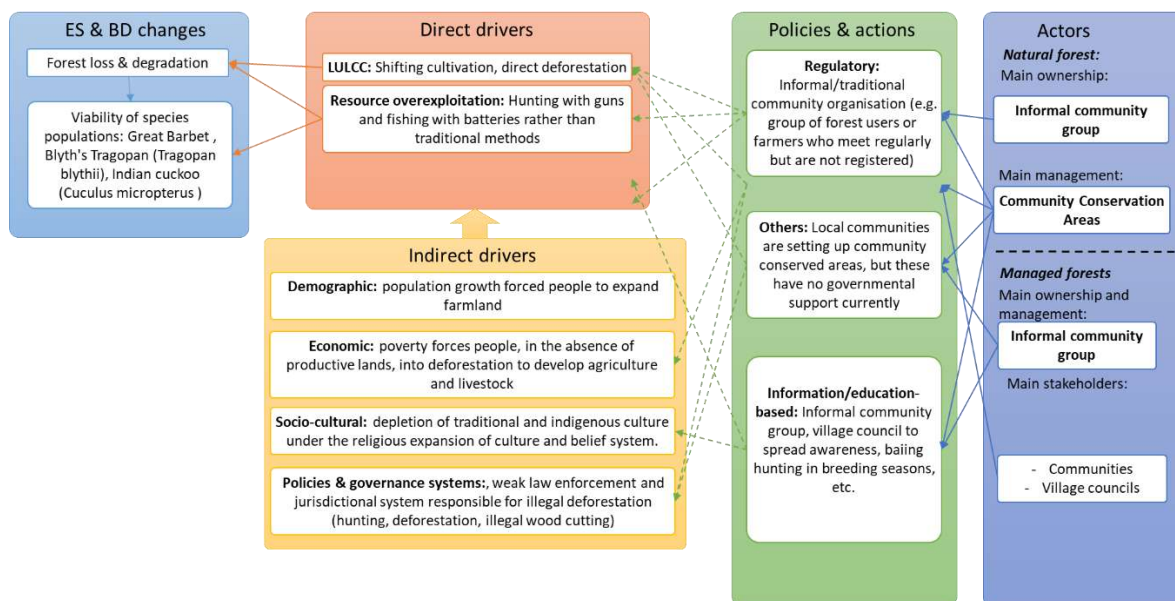 ES & BD changes
Forest loss & degradation
Viability of species
populations: Great Barbet ,
Blyth's Tragopan (Tragopan
blythii), Indian cuckoo
(Cuculus micropterus )
Direct drivers
LULCC: Shifting cultivation, direct deforestation
Resource overexploitation: Hunting with guns
and fishing with batteries rather than
traditional methods
Indirect drivers
Demographic: population growth forced people to expand
farmland
Economic: poverty forces people, in the absence of
productive lands, into deforestation to develop agriculture
and livestock
Socio-cultural: depletion of traditional and indigenous culture
under the religious expansion of culture and belief system.
Policies & governance systems:, weak law enforcement and
jurisdictional system responsible for illegal deforestation
(hunting, deforestation, illegal wood cutting)
Policies & actions
Regulatory:
Informal/traditional
community organisation (e.g.
group of forest users or
farmers who meet regularly
but are not registered)
Others: Local communities
are setting up community
conserved areas, but these
have no governmental
support currently
Information/education-
based: Informal community
group, village council to
spread awareness, baiing
hunting in breeding seasons,
etc.
Actors
Natural forest:
Main ownership:
Informal community
group
Main management:
Community Conservation
Areas
Managed forests
Main ownership and
management:
Informal community
group
Main stakeholders:
- Communities
- Village councils